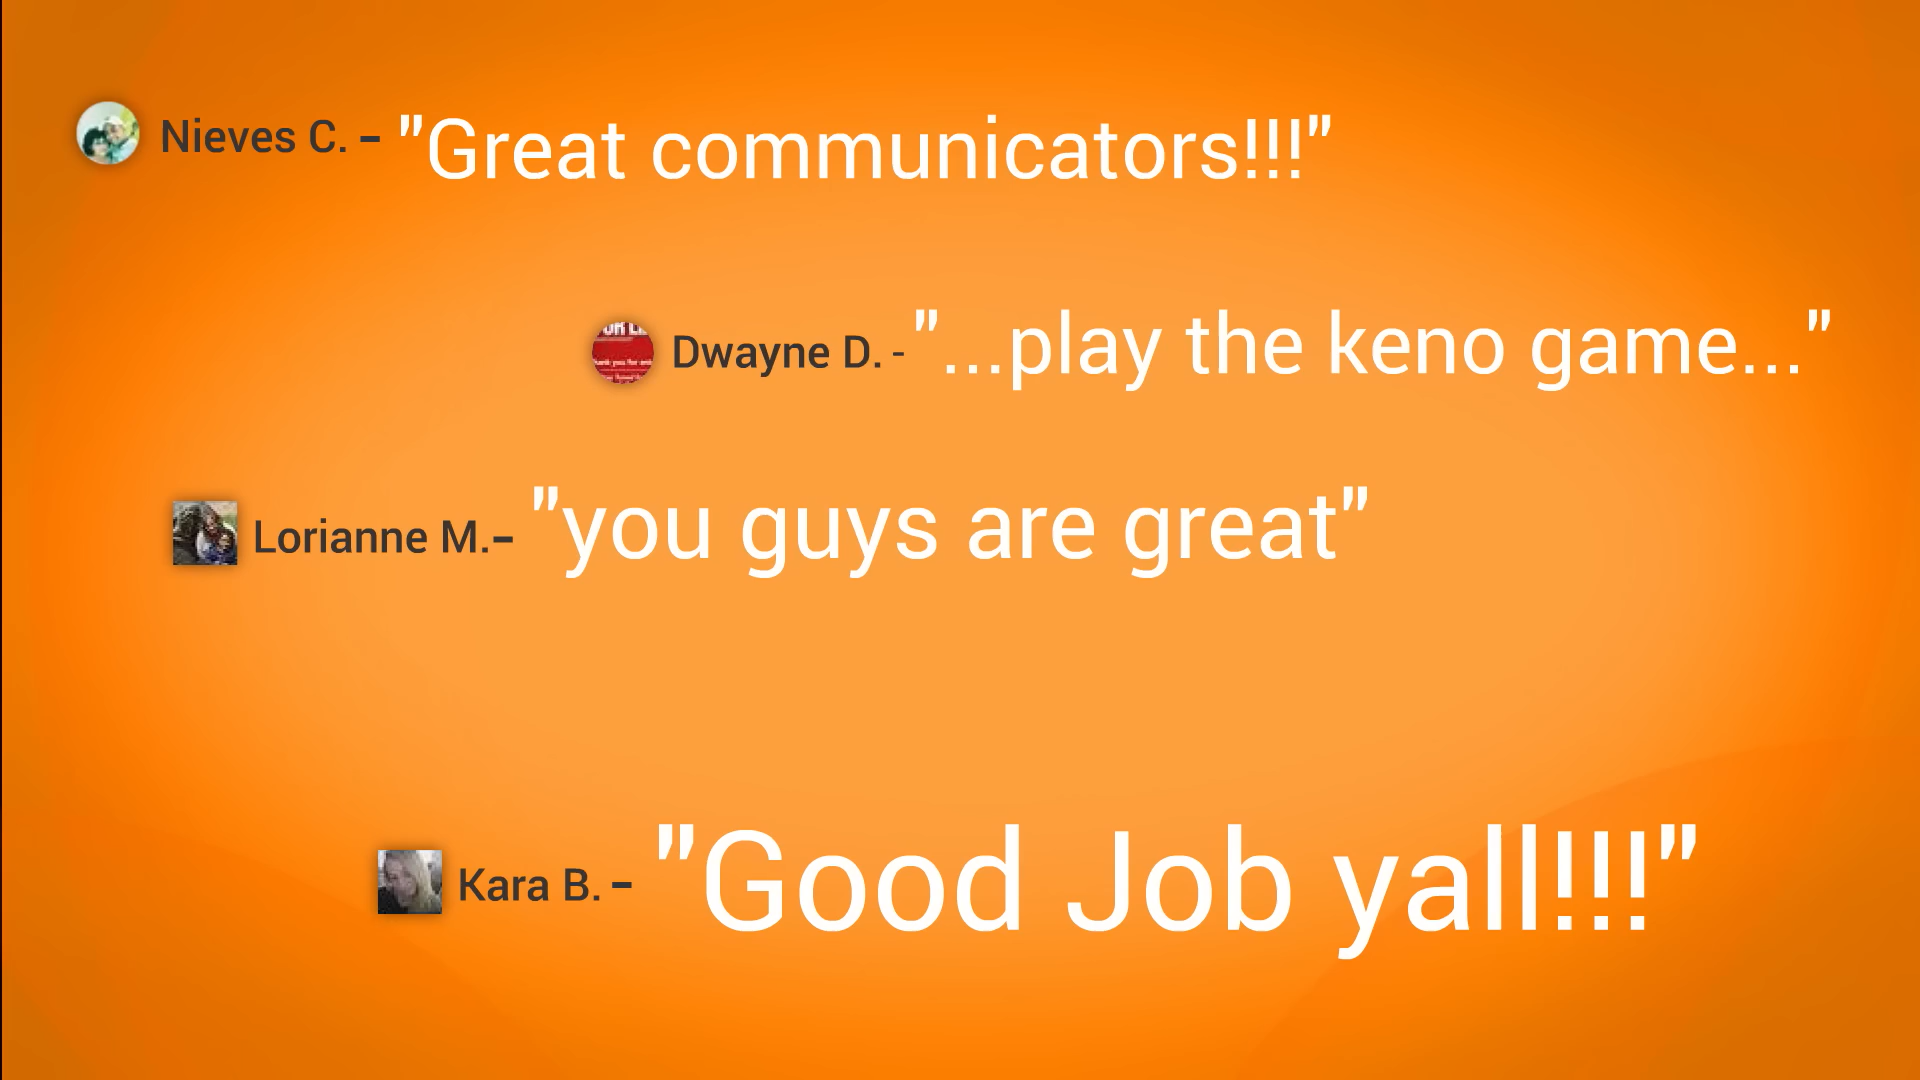 Nieves C. - "Great communicators!!!"
Dwayne D. - "...play the keno game..."
Lorianne M.- "you guys are great"
Kara B. - "Good Job yall!!!"